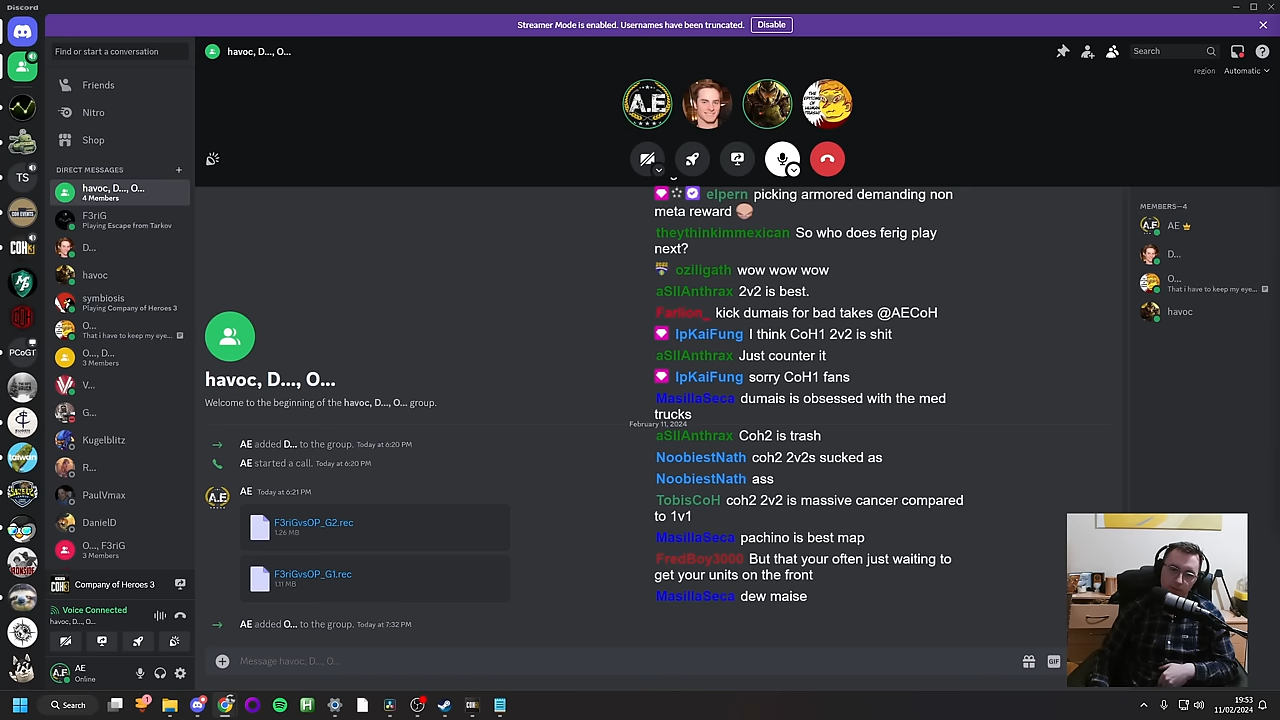 Discord
Streamer Mode is enabled. Usernames have been truncated.
Disable
Find or start a conversation
havoc, D..., O...
Search
region
Automatic
Friends
Nitro
Shop
DIRECT MESSAGES
havoc, D..., O...
4 Members
F3riG
Playing Escape from Tarkov
D...
havoc
symbiosis
Playing Company of Heroes 3
O...
That i have to keep my eye...
O..., D...
3 Members
V...
G...
Kugelblitz
R...
PaulVmax
DanielD
O..., F3riG
3 Members
Company of Heroes 3
Voice Connected
havoc, D..., O...
AE
Online
TS
PCoGT
A.E
havoc, D..., O...
Welcome to the beginning of the havoc, D..., O... group.
February 11, 2024
AE added D... to the group. Today at 6:20 PM
AE started a call. Today at 6:20 PM
AE Today at 6:21 PM
F3riGvsOP_G2.rec
1.26 MB
F3riGvsOP_G1.rec
1.11 MB
AE added O... to the group. Today at 7:32 PM
Message havoc, D..., O...
GIF
elpern picking armored demanding non
meta reward
theythinkimmexican So who does ferig play
next?
oziligath wow wow wow
aSIIAnthrax 2v2 is best.
Farlion_ kick dumais for bad takes @AECoH
IpKaiFung I think CoH1 2v2 is shit
aSIIAnthrax Just counter it
IpKaiFung sorry CoH1 fans
MasillaSeca dumais is obsessed with the med
trucks
aSIIAnthrax Coh2 is trash
NoobiestNath coh2 2v2s sucked as
NoobiestNath ass
TobisCoH coh2 2v2 is massive cancer compared
to 1v1
MasillaSeca pachino is best map
FredBoy3000 But that your often just waiting to
get your units on the front
MasillaSeca dew maise
MEMBERS—4
AE
D...
O...
That i have to keep my eye...
havoc
Search
19:53
11/02/2024